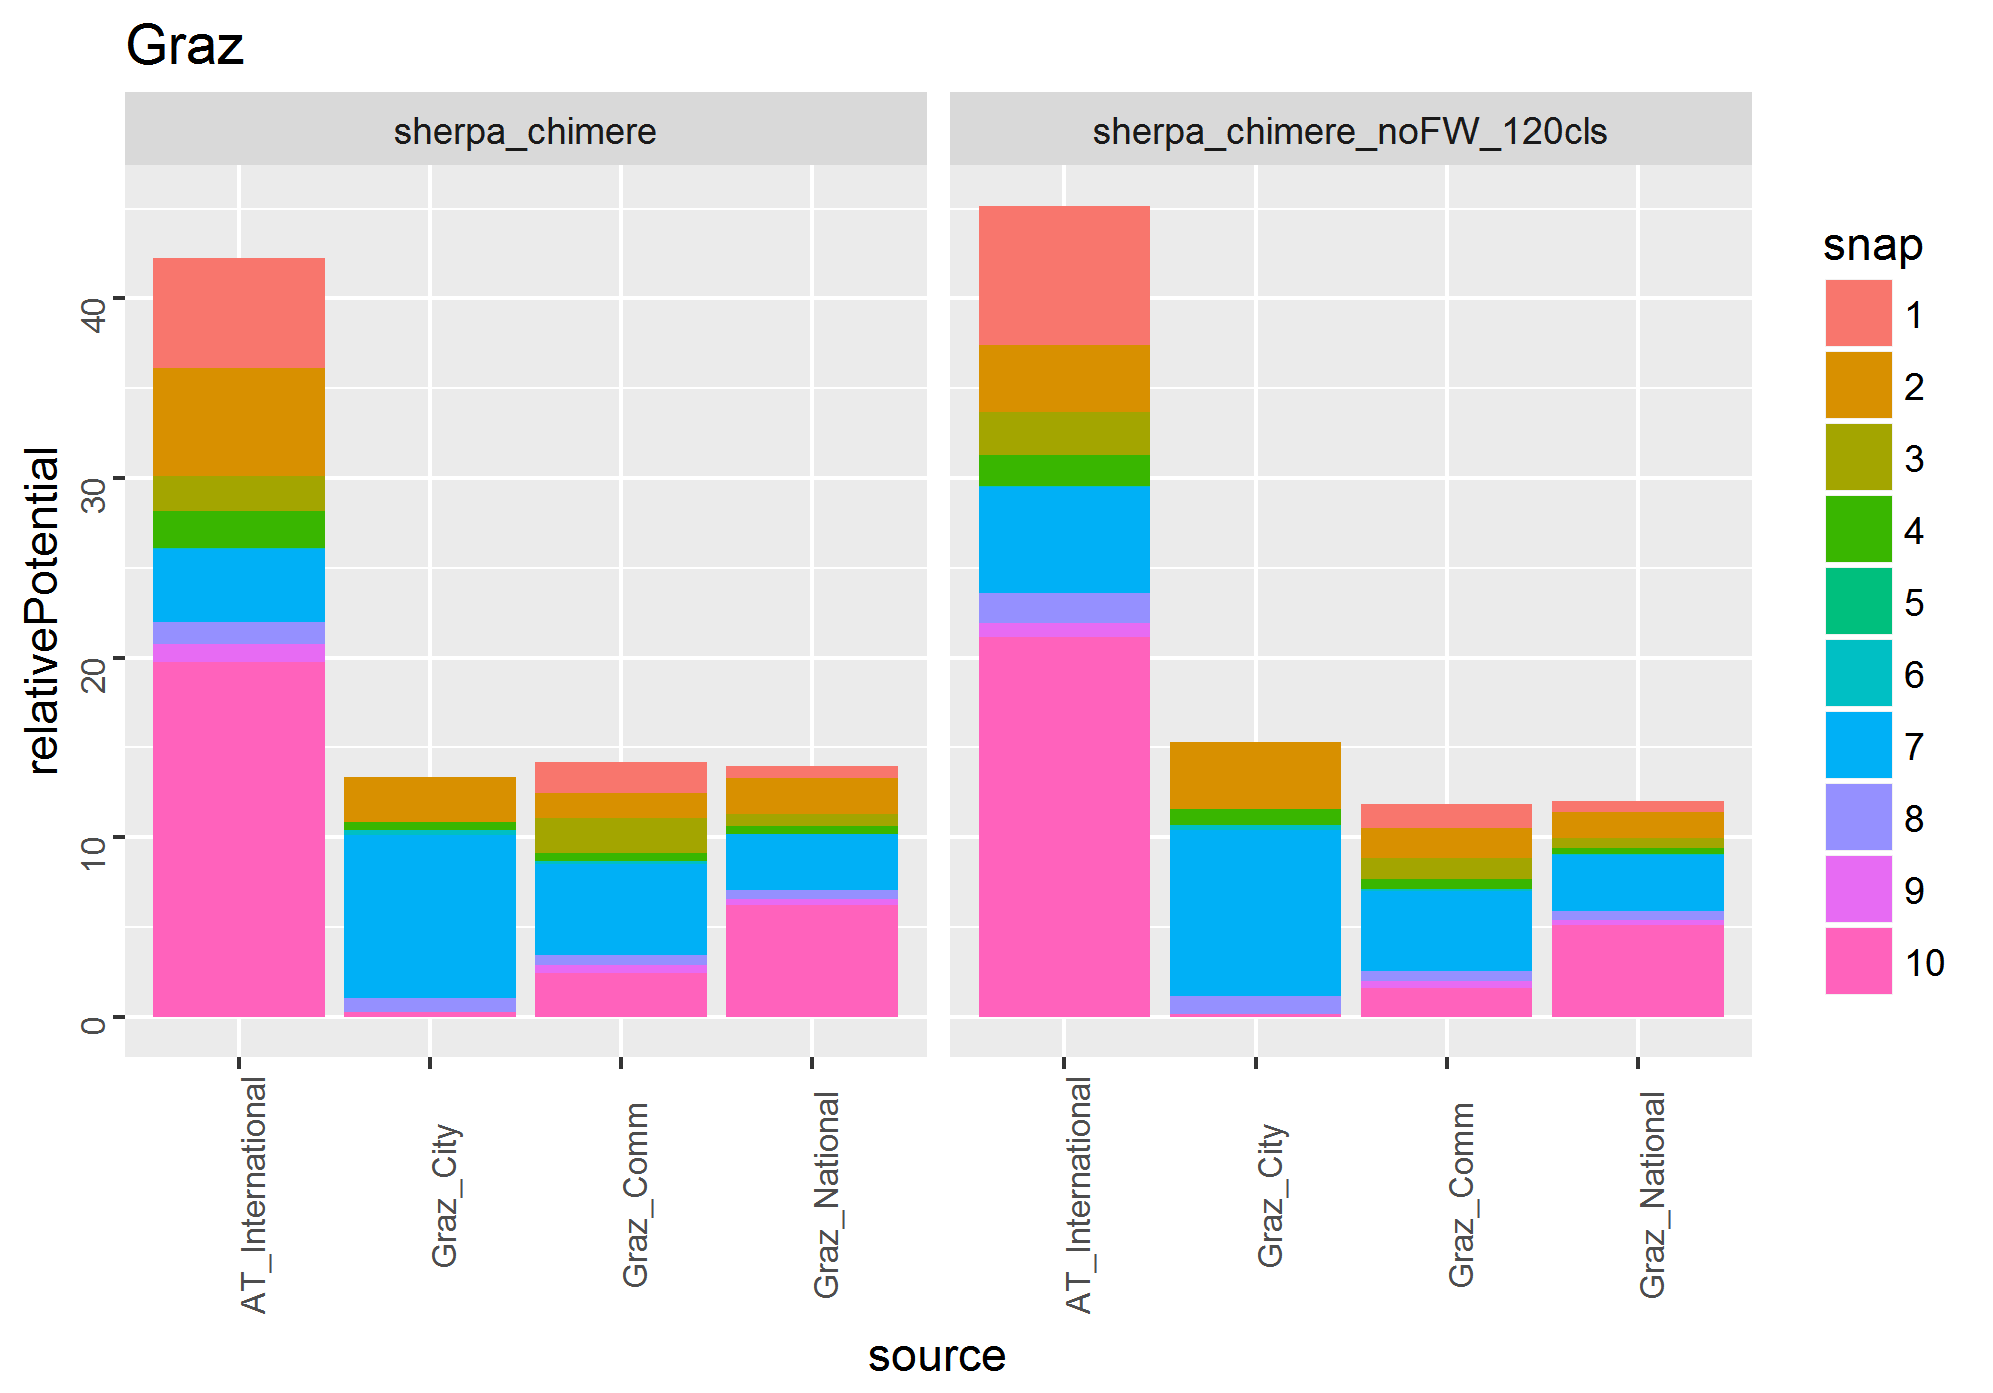 Graz
sherpa_chimere
sherpa_chimere_noFW_120cls
relativePotential
40
30
20
10
0
AT_International
Graz_City
Graz_Comm
Graz_National
AT_International
Graz_City
Graz_Comm
Graz_National
source
snap
1
2
3
4
5
6
7
8
9
10